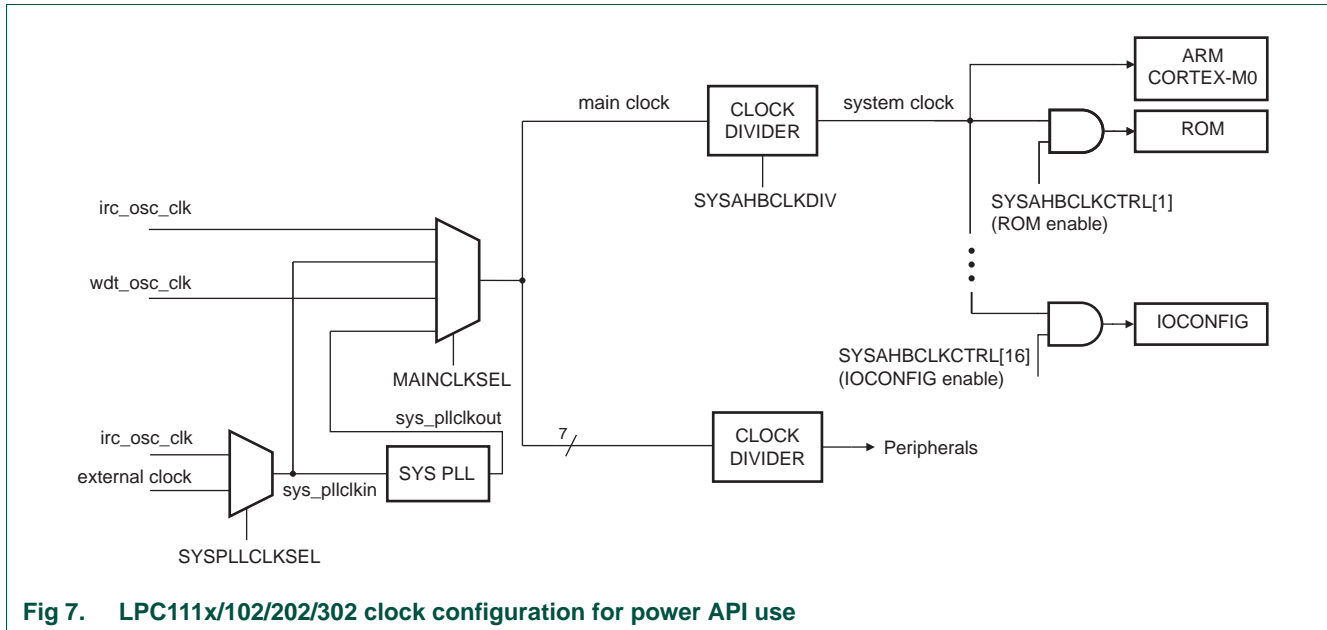 ARM
CORTEX-M0
main clock
CLOCK
DIVIDER
system clock
ROM
SYSAHBCLKDIV
SYSAHBCLKCTRL[1]
(ROM enable)
irc_osc_clk
wdt_osc_clk
IOCONFIG
SYSAHBCLKCTRL[16]
(IOCONFIG enable)
MAINCLKSEL
sys_pllclkout
irc_osc_clk
external clock
sys_pllclkin
SYS PLL
7
CLOCK
DIVIDER
Peripherals
SYSPLLCLKSEL
Fig 7. LPC111x/102/202/302 clock configuration for power API use